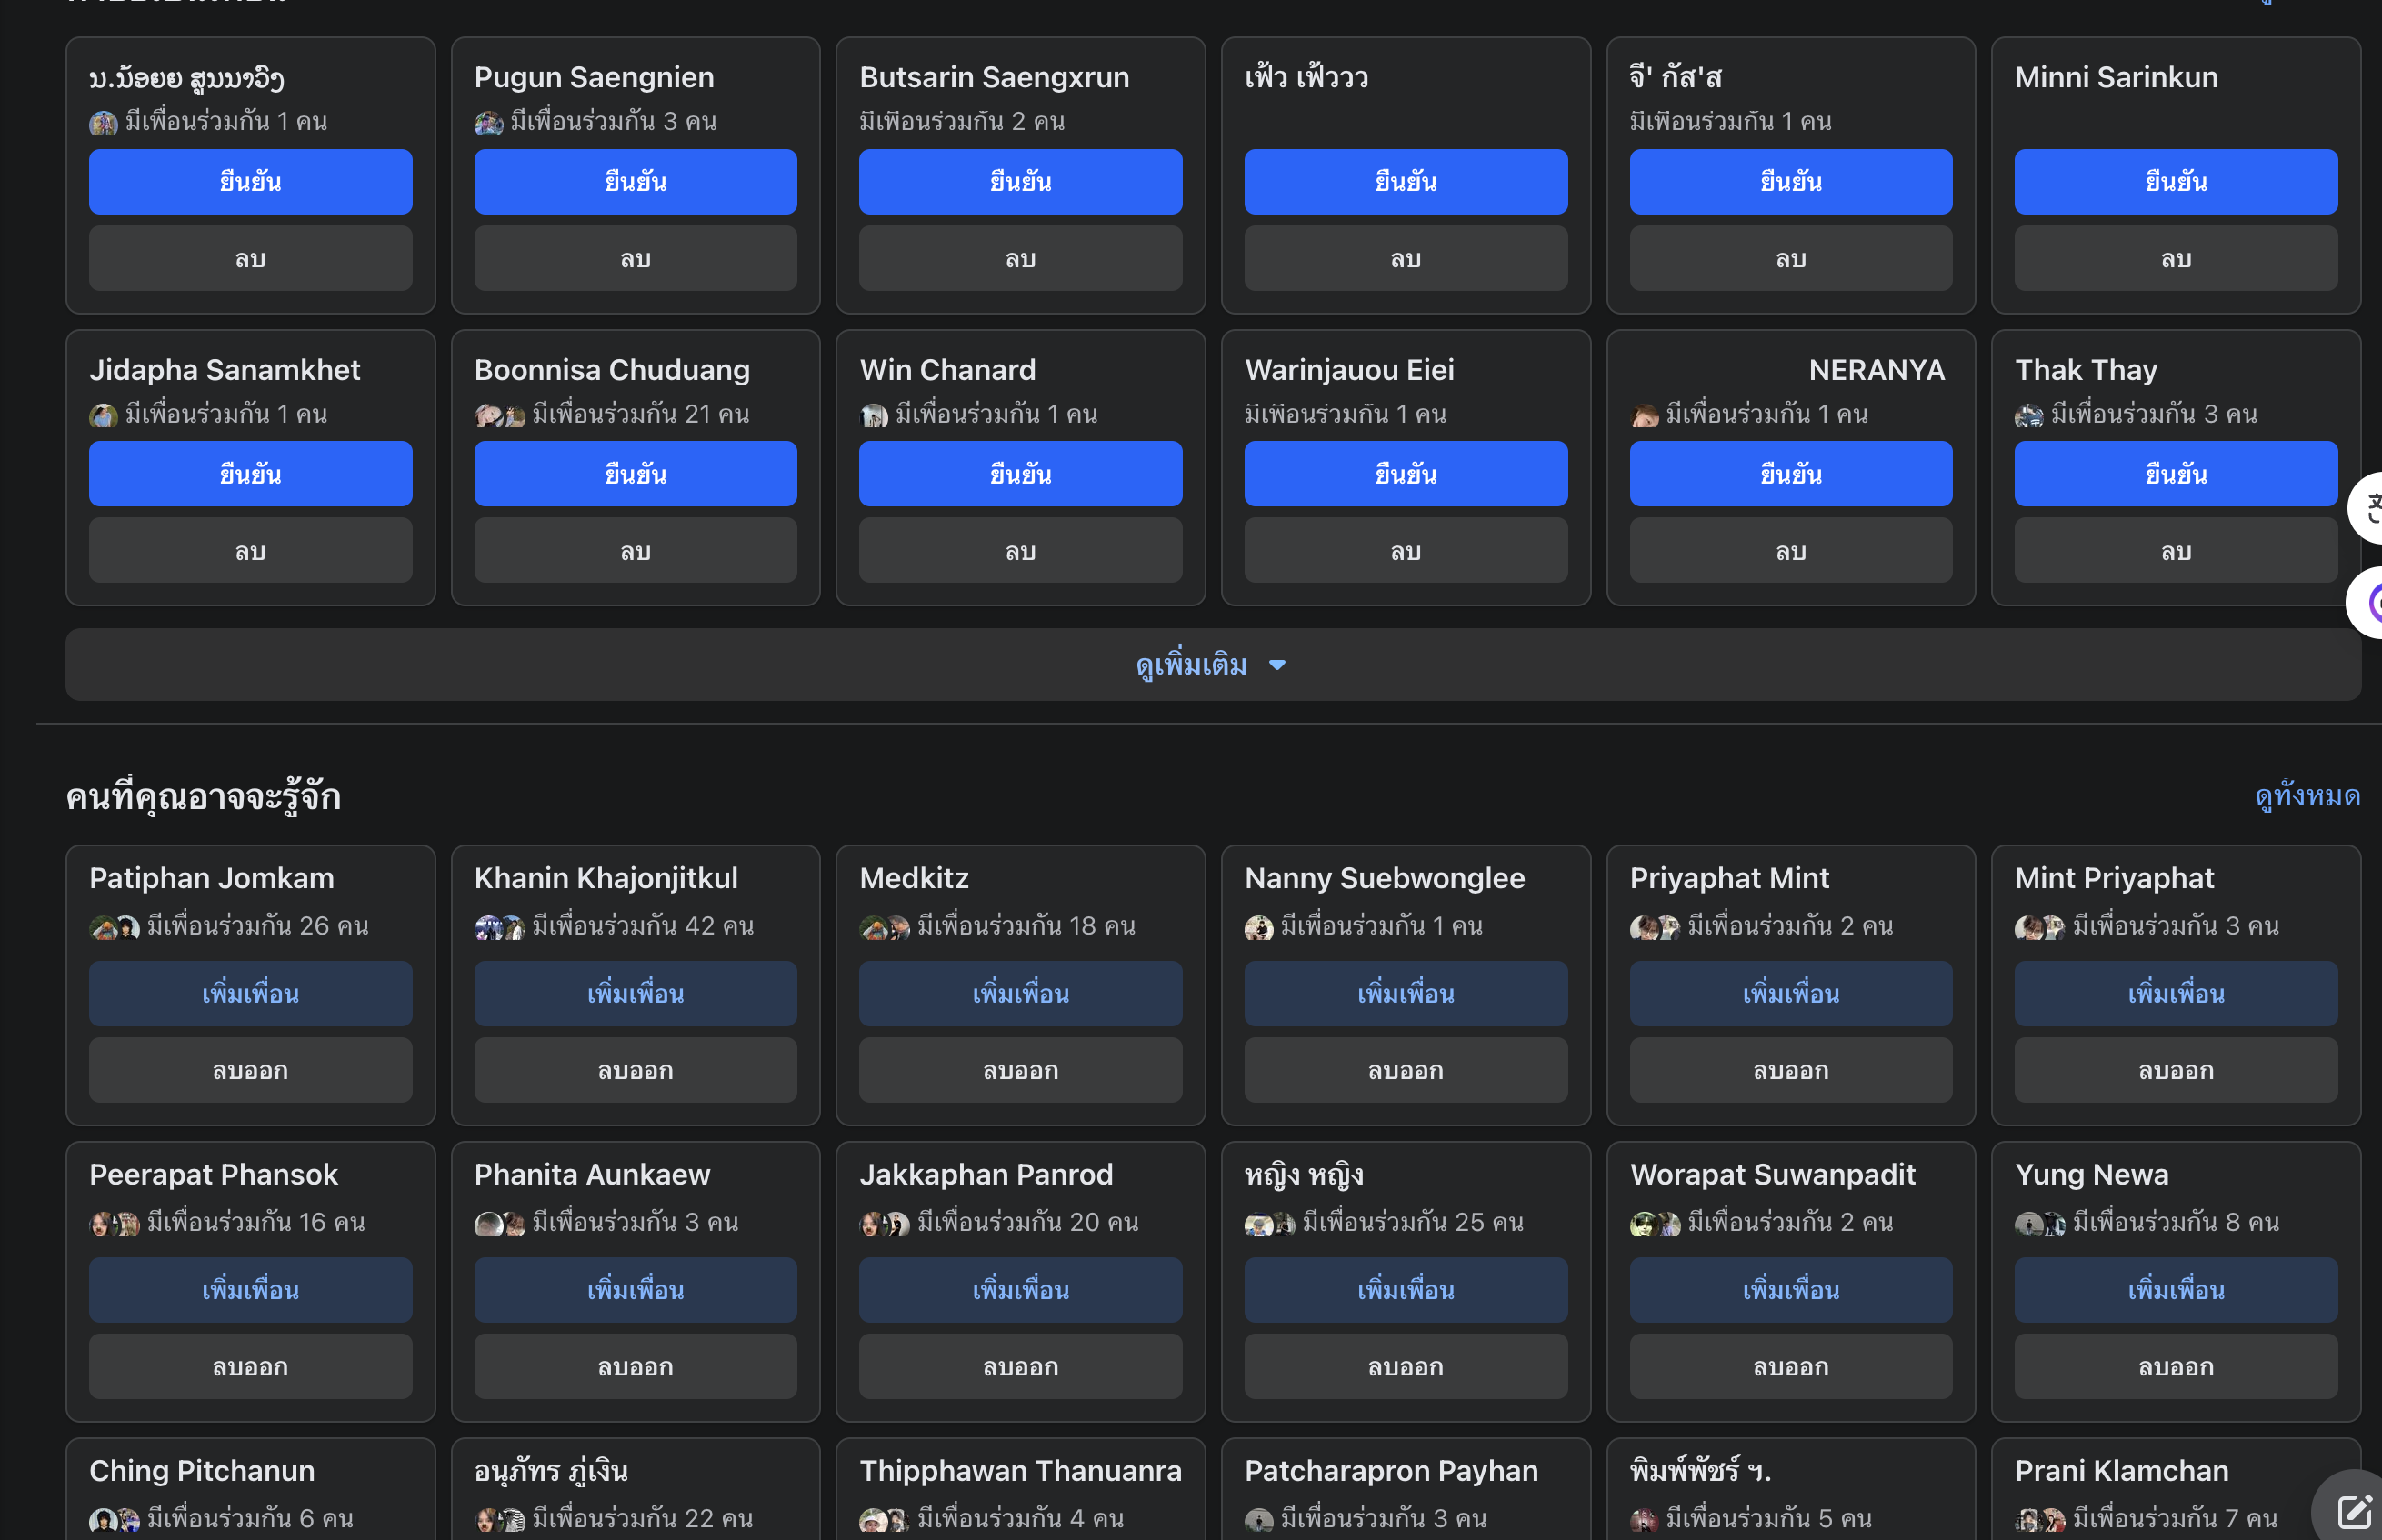 น.น้อยย สูนนาวົງ
มีเพื่อนร่วมกัน 1 คน
ยืนยัน
ลบ
Pugun Saengnien
มีเพื่อนร่วมกัน 3 คน
ยืนยัน
ลบ
Butsarin Saengxrun
มีเพื่อนร่วมกัน 2 คน
ยืนยัน
ลบ
เฟ้ว เฟ้ววว
ยืนยัน
ลบ
จี' กัส'ส
มีเพื่อนร่วมกัน 1 คน
ยืนยัน
ลบ
Minni Sarinkun
ยืนยัน
ลบ
Jidapha Sanamkhet
มีเพื่อนร่วมกัน 1 คน
ยืนยัน
ลบ
Boonnisa Chuduang
มีเพื่อนร่วมกัน 21 คน
ยืนยัน
ลบ
Win Chanard
มีเพื่อนร่วมกัน 1 คน
ยืนยัน
ลบ
Warinjauou Eiei
มีเพื่อนร่วมกัน 1 คน
ยืนยัน
ลบ
NERANYA
มีเพื่อนร่วมกัน 1 คน
ยืนยัน
ลบ
Thak Thay
มีเพื่อนร่วมกัน 3 คน
ยืนยัน
ลบ
ดูเพิ่มเติม
คนที่คุณอาจจะรู้จัก
ดูทั้งหมด
Patiphan Jomkam
มีเพื่อนร่วมกัน 26 คน
เพิ่มเพื่อน
ลบออก
Khanin Khajonjitkul
มีเพื่อนร่วมกัน 42 คน
เพิ่มเพื่อน
ลบออก
Medkitz
มีเพื่อนร่วมกัน 18 คน
เพิ่มเพื่อน
ลบออก
Nanny Suebwonglee
มีเพื่อนร่วมกัน 1 คน
เพิ่มเพื่อน
ลบออก
Priyaphat Mint
มีเพื่อนร่วมกัน 2 คน
เพิ่มเพื่อน
ลบออก
Mint Priyaphat
มีเพื่อนร่วมกัน 3 คน
เพิ่มเพื่อน
ลบออก
Peerapat Phansok
มีเพื่อนร่วมกัน 16 คน
เพิ่มเพื่อน
ลบออก
Phanita Aunkaew
มีเพื่อนร่วมกัน 3 คน
เพิ่มเพื่อน
ลบออก
Jakkaphan Panrod
มีเพื่อนร่วมกัน 20 คน
เพิ่มเพื่อน
ลบออก
หญิง หญิง
มีเพื่อนร่วมกัน 25 คน
เพิ่มเพื่อน
ลบออก
Worapat Suwanpadit
มีเพื่อนร่วมกัน 2 คน
เพิ่มเพื่อน
ลบออก
Yung Newa
มีเพื่อนร่วมกัน 8 คน
เพิ่มเพื่อน
ลบออก
Ching Pitchanun
มีเพื่อนร่วมกัน 6 คน
อนุภัทร ภู่เงิน
มีเพื่อนร่วมกัน 22 คน
Thipphawan Thanuanra
มีเพื่อนร่วมกัน 4 คน
Patcharapron Payhan
มีเพื่อนร่วมกัน 3 คน
พิมพ์พัชร์ ฯ.
มีเพื่อนร่วมกัน 5 คน
Prani Klamchan
มีเพื่อนร่วมกัน 7 คน